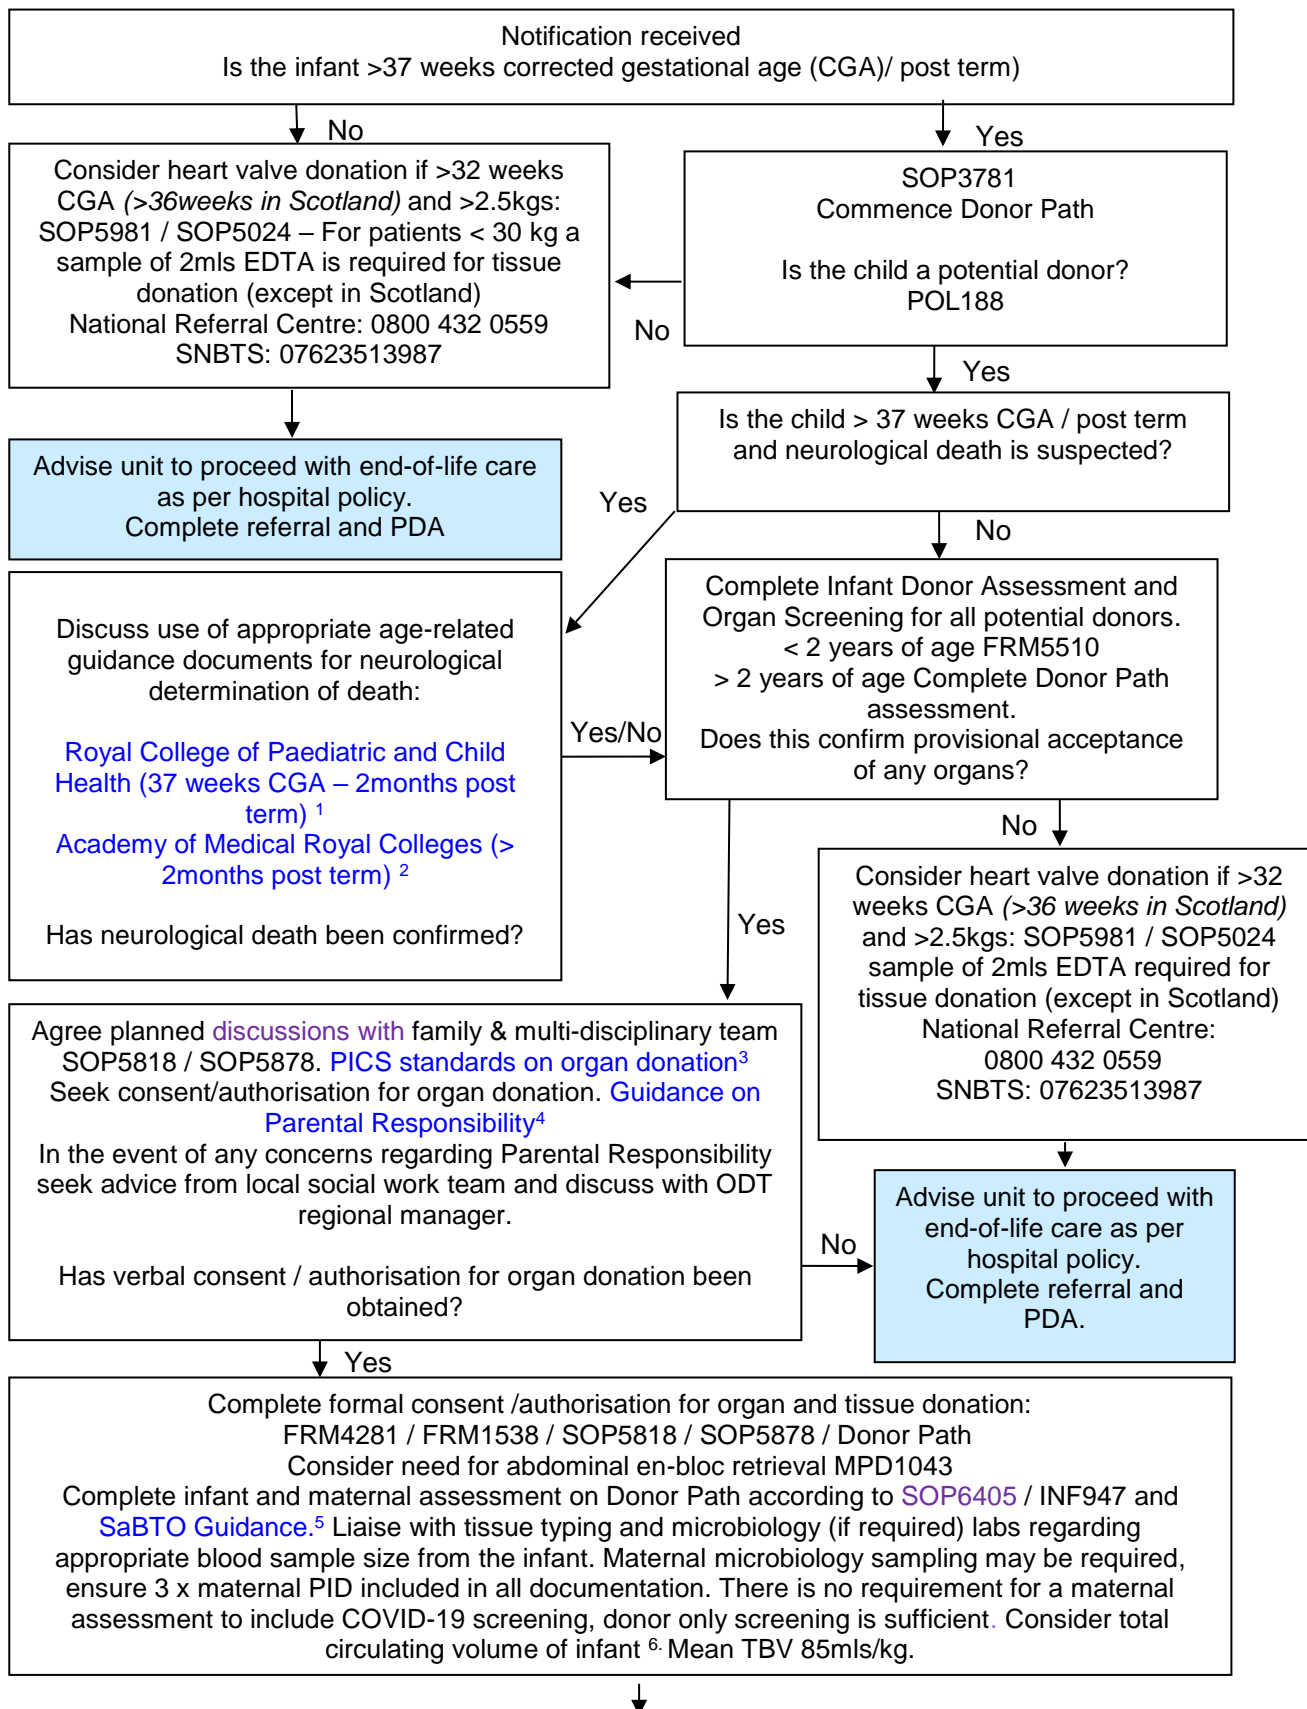 Notification received
Is the infant >37 weeks corrected gestational age (CGA)/ post term)
No
Yes
Consider heart valve donation if >32 weeks
CGA (>36weeks in Scotland) and >2.5kgs:
SOP5981 / SOP5024 – For patients < 30 kg a
sample of 2mls EDTA is required for tissue
donation (except in Scotland)
National Referral Centre: 0800 432 0559
SNBTS: 07623513987
SOP3781
Commence Donor Path
Is the child a potential donor?
POL188
No
Yes
Advise unit to proceed with end-of-life care
as per hospital policy.
Complete referral and PDA
Is the child > 37 weeks CGA / post term
and neurological death is suspected?
Yes
No
Discuss use of appropriate age-related
guidance documents for neurological
determination of death:
Royal College of Paediatric and Child
Health (37 weeks CGA – 2months post
term) 1
Academy of Medical Royal Colleges (>
2months post term) 2
Has neurological death been confirmed?
Yes/No
Complete Infant Donor Assessment and
Organ Screening for all potential donors.
< 2 years of age FRM5510
> 2 years of age Complete Donor Path
assessment.
Does this confirm provisional acceptance
of any organs?
No
Yes
Consider heart valve donation if >32
weeks CGA (>36 weeks in Scotland)
and >2.5kgs: SOP5981 / SOP5024
sample of 2mls EDTA required for
tissue donation (except in Scotland)
National Referral Centre:
0800 432 0559
SNBTS: 07623513987
Agree planned discussions with family & multi-disciplinary team
SOP5818 / SOP5878. PICS standards on organ donation3
Seek consent/authorisation for organ donation. Guidance on
Parental Responsibility4
In the event of any concerns regarding Parental Responsibility
seek advice from local social work team and discuss with ODT
regional manager.
Has verbal consent / authorisation for organ donation been
obtained?
No
Advise unit to proceed with
end-of-life care as per
hospital policy.
Complete referral and
PDA.
Yes
Complete formal consent /authorisation for organ and tissue donation:
FRM4281 / FRM1538 / SOP5818 / SOP5878 / Donor Path
Consider need for abdominal en-bloc retrieval MPD1043
Complete infant and maternal assessment on Donor Path according to SOP6405 / INF947 and
SaBTO Guidance.5 Liaise with tissue typing and microbiology (if required) labs regarding
appropriate blood sample size from the infant. Maternal microbiology sampling may be required,
ensure 3 x maternal PID included in all documentation. There is no requirement for a maternal
assessment to include COVID-19 screening, donor only screening is sufficient. Consider total
circulating volume of infant 6. Mean TBV 85mls/kg.